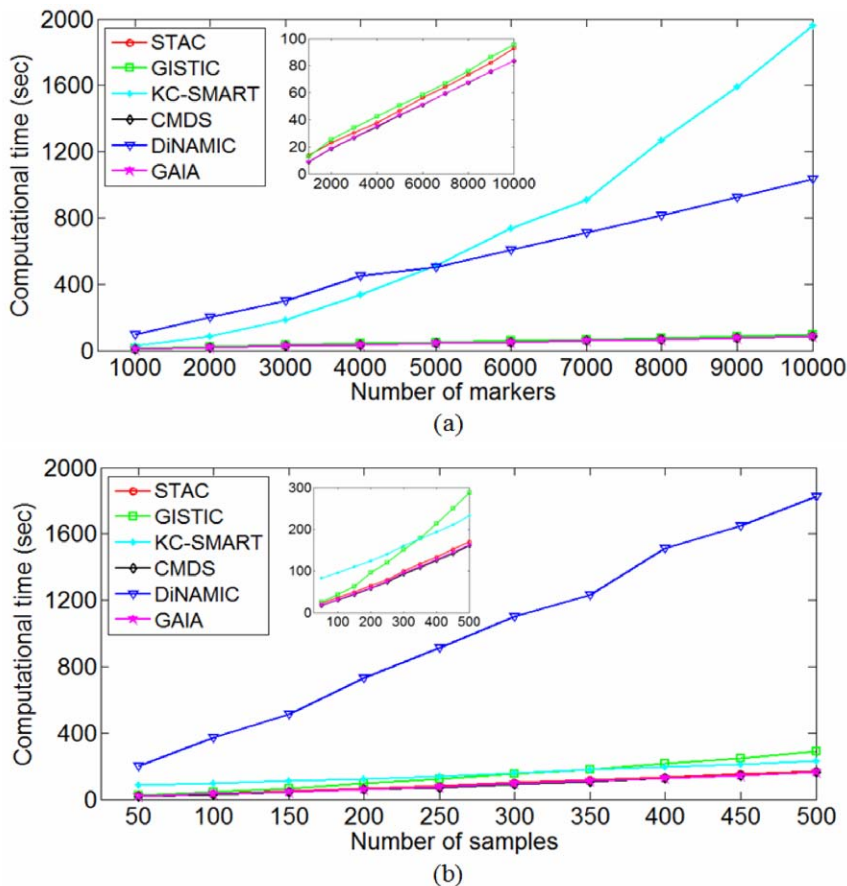 2000
1600
1200
800
400
0
Computational time (sec)
STAC
GISTIC
KC-SMART
CMDS
DiNAMIC
GAIA
100
80
60
40
20
0
2000 4000 6000 8000 10000
1000 2000 3000 4000 5000 6000 7000 8000 9000 10000
Number of markers
(a)
2000
1600
1200
800
400
0
Computational time (sec)
STAC
GISTIC
KC-SMART
CMDS
DiNAMIC
GAIA
300
200
100
0
100 200 300 400 500
50 100 150 200 250 300 350 400 450 500
Number of samples
(b)